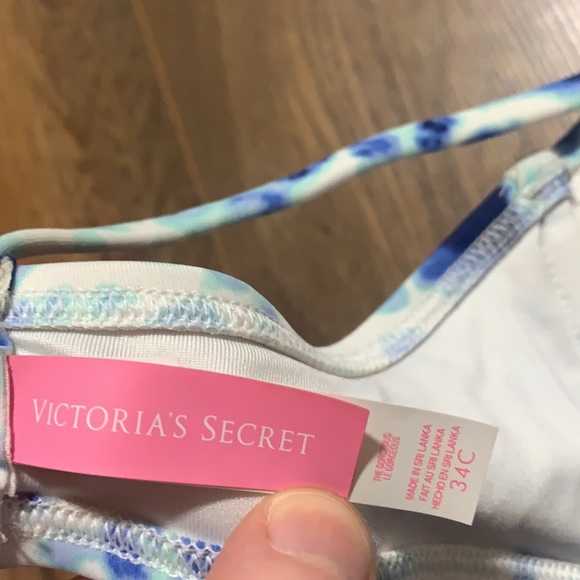 VICTORIA'S SECRET
THE GORGEOUS/
LE GORGEOUS
MADE IN SRI LANKA
FAIT AU SRI LANKA
HECHO EN SRI LANKA
34C